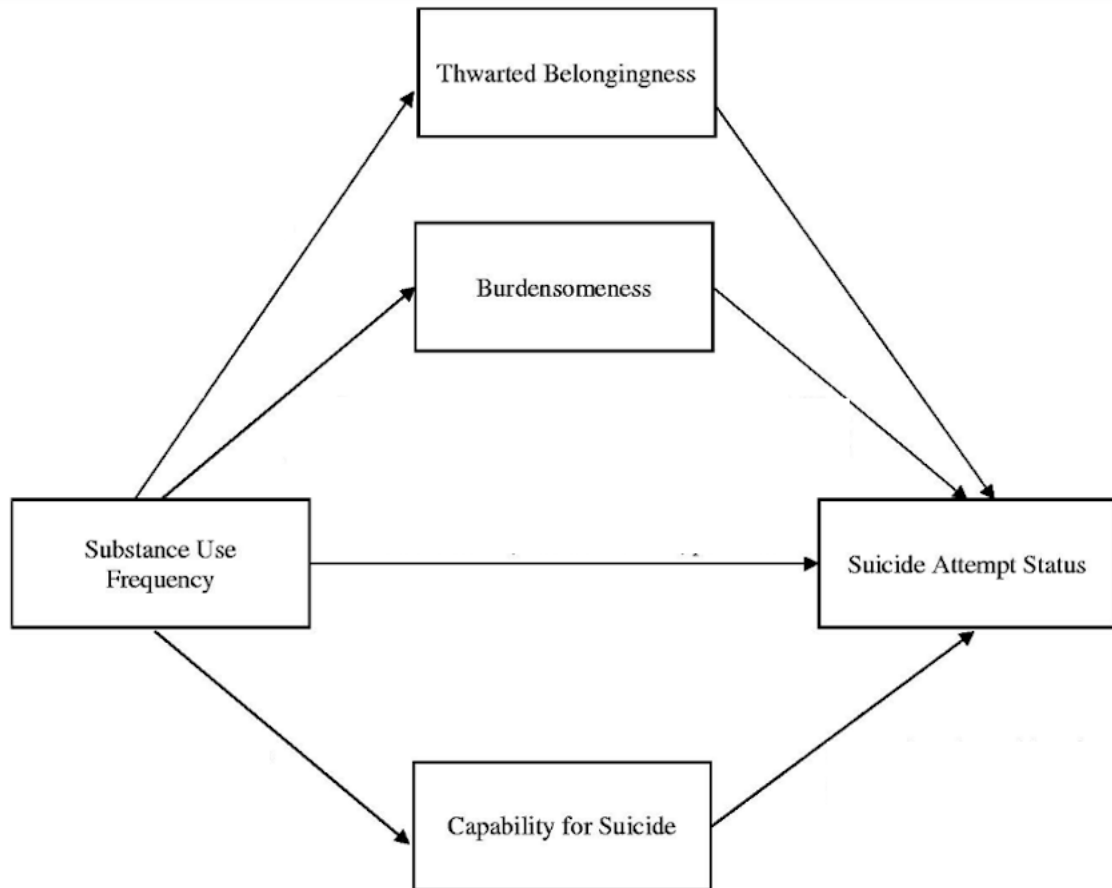 Thwarted Belongingness
Burdensomeness
Substance Use
Frequency
Suicide Attempt Status
Capability for Suicide